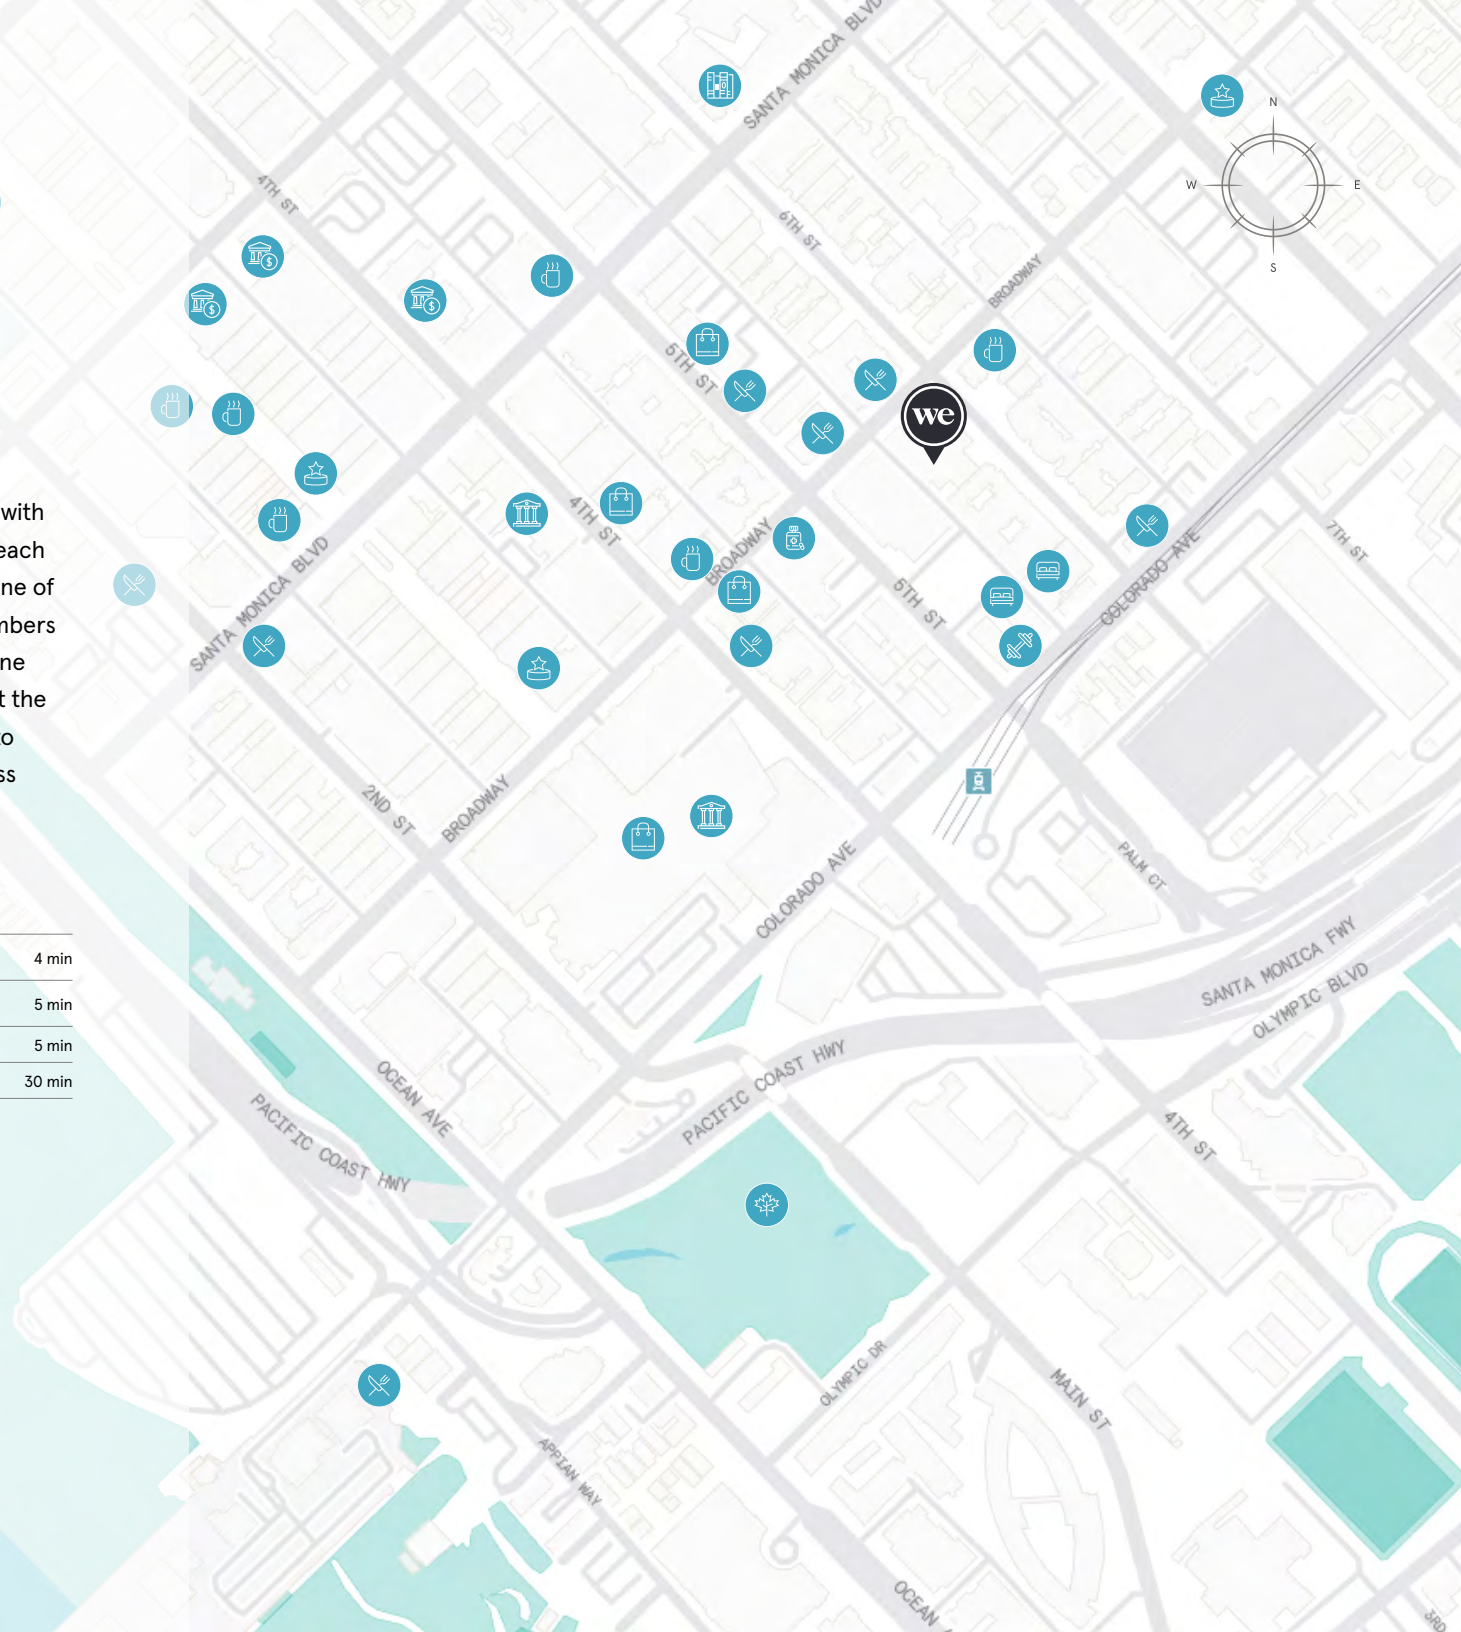 SANTA MONICA BLVD
N
W
E
S
4TH ST
6TH ST
BROADWAY
5TH ST
we
with
each
ne of
mbers
ne
t the
to
ss
4TH ST
BROADWAY
SANTA MONICA BLVD
5TH ST
COLORADO AVE
7TH ST
2ND ST
BROADWAY
COLORADO AVE
PALM CT
4 min
5 min
5 min
30 min
SANTA MONICA FWY
OLYMPIC BLVD
OCEAN AVE
PACIFIC COAST HWY
PACIFIC COAST HWY
4TH ST
OLYMPIC DR
MAIN ST
APPIAN WAY
OCEAN
3RD